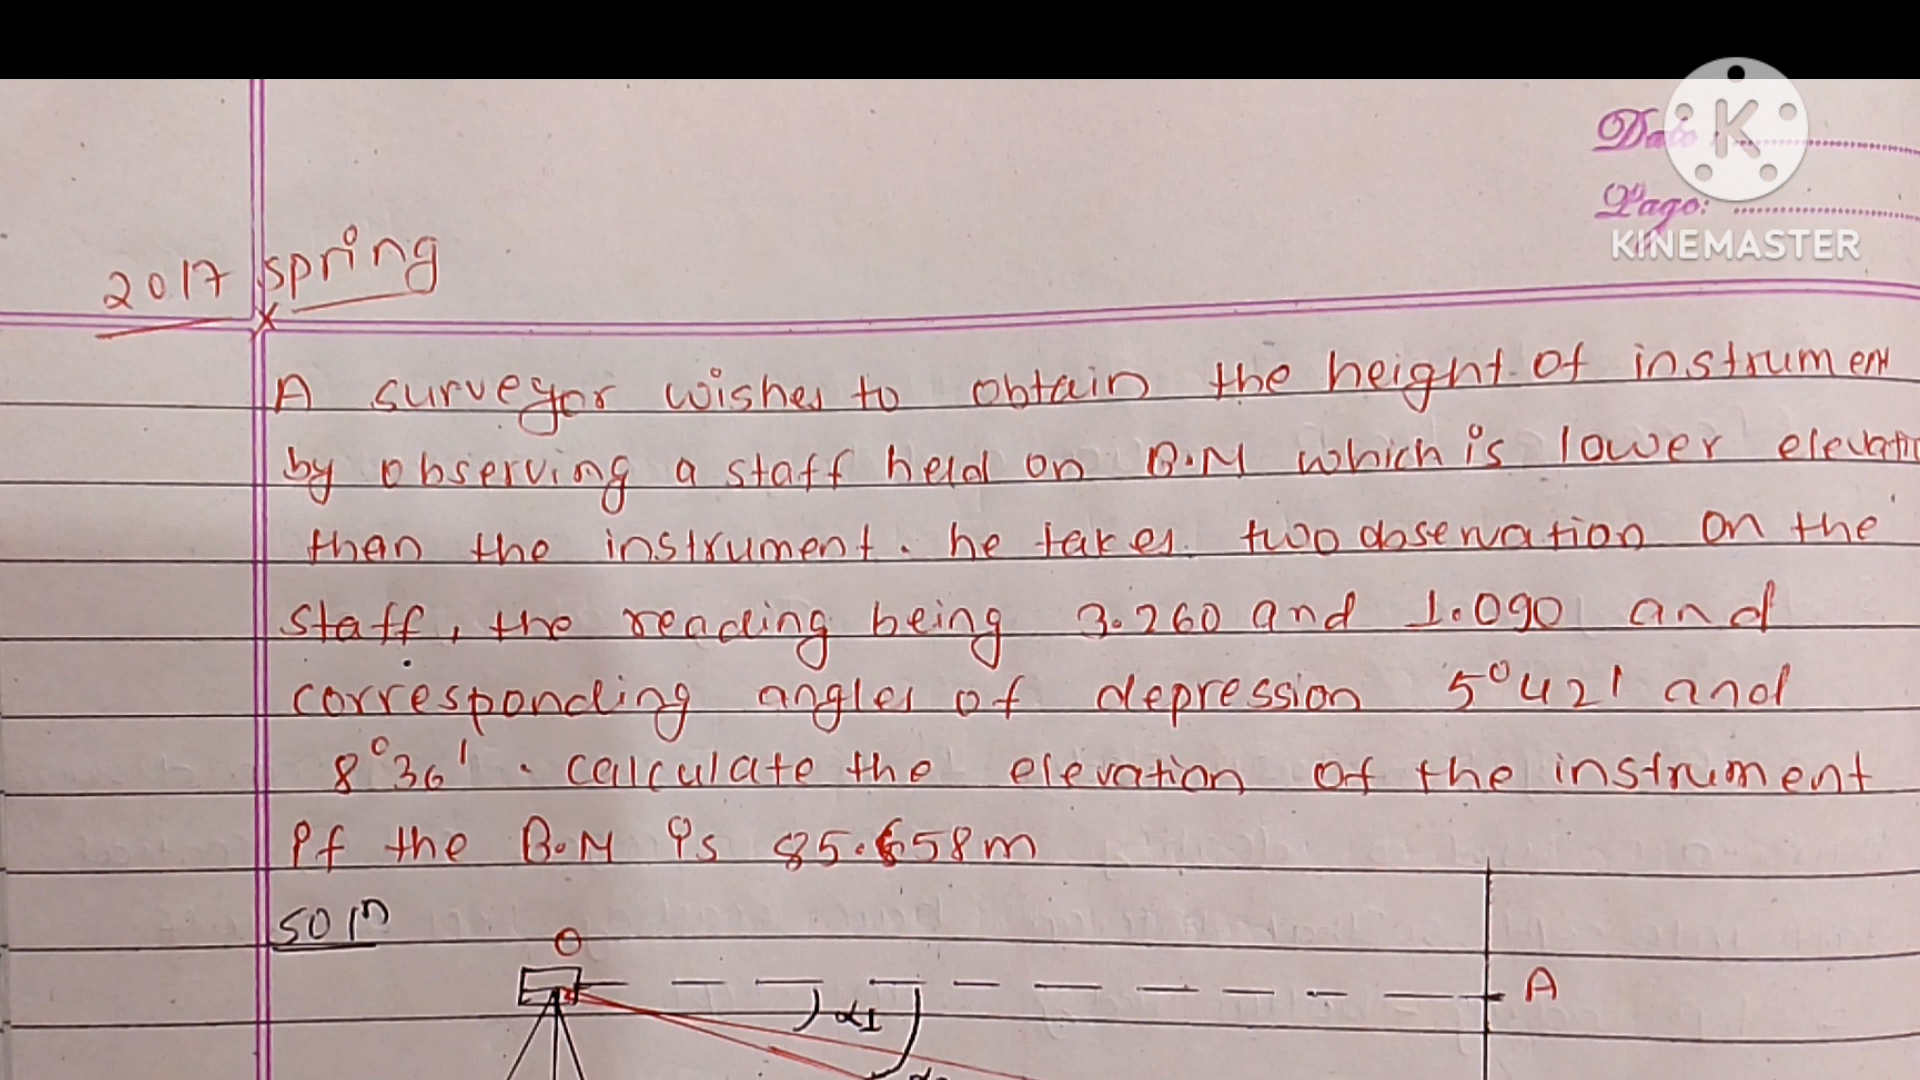 Date :
Page:
KINEMASTER
2017 spring
A surveyor wishes to obtain the height of instrument
by observing a staff held on B.M which is lower elevatio
than the instrument. he takes two observation on the
staff, the reading being 3.260 and 1.090 and
corresponding angles of depression 5°42' and
8°36'. calculate the elevation of the instrument
if the B.M is 85.658m
Solⁿ
O
A
α1